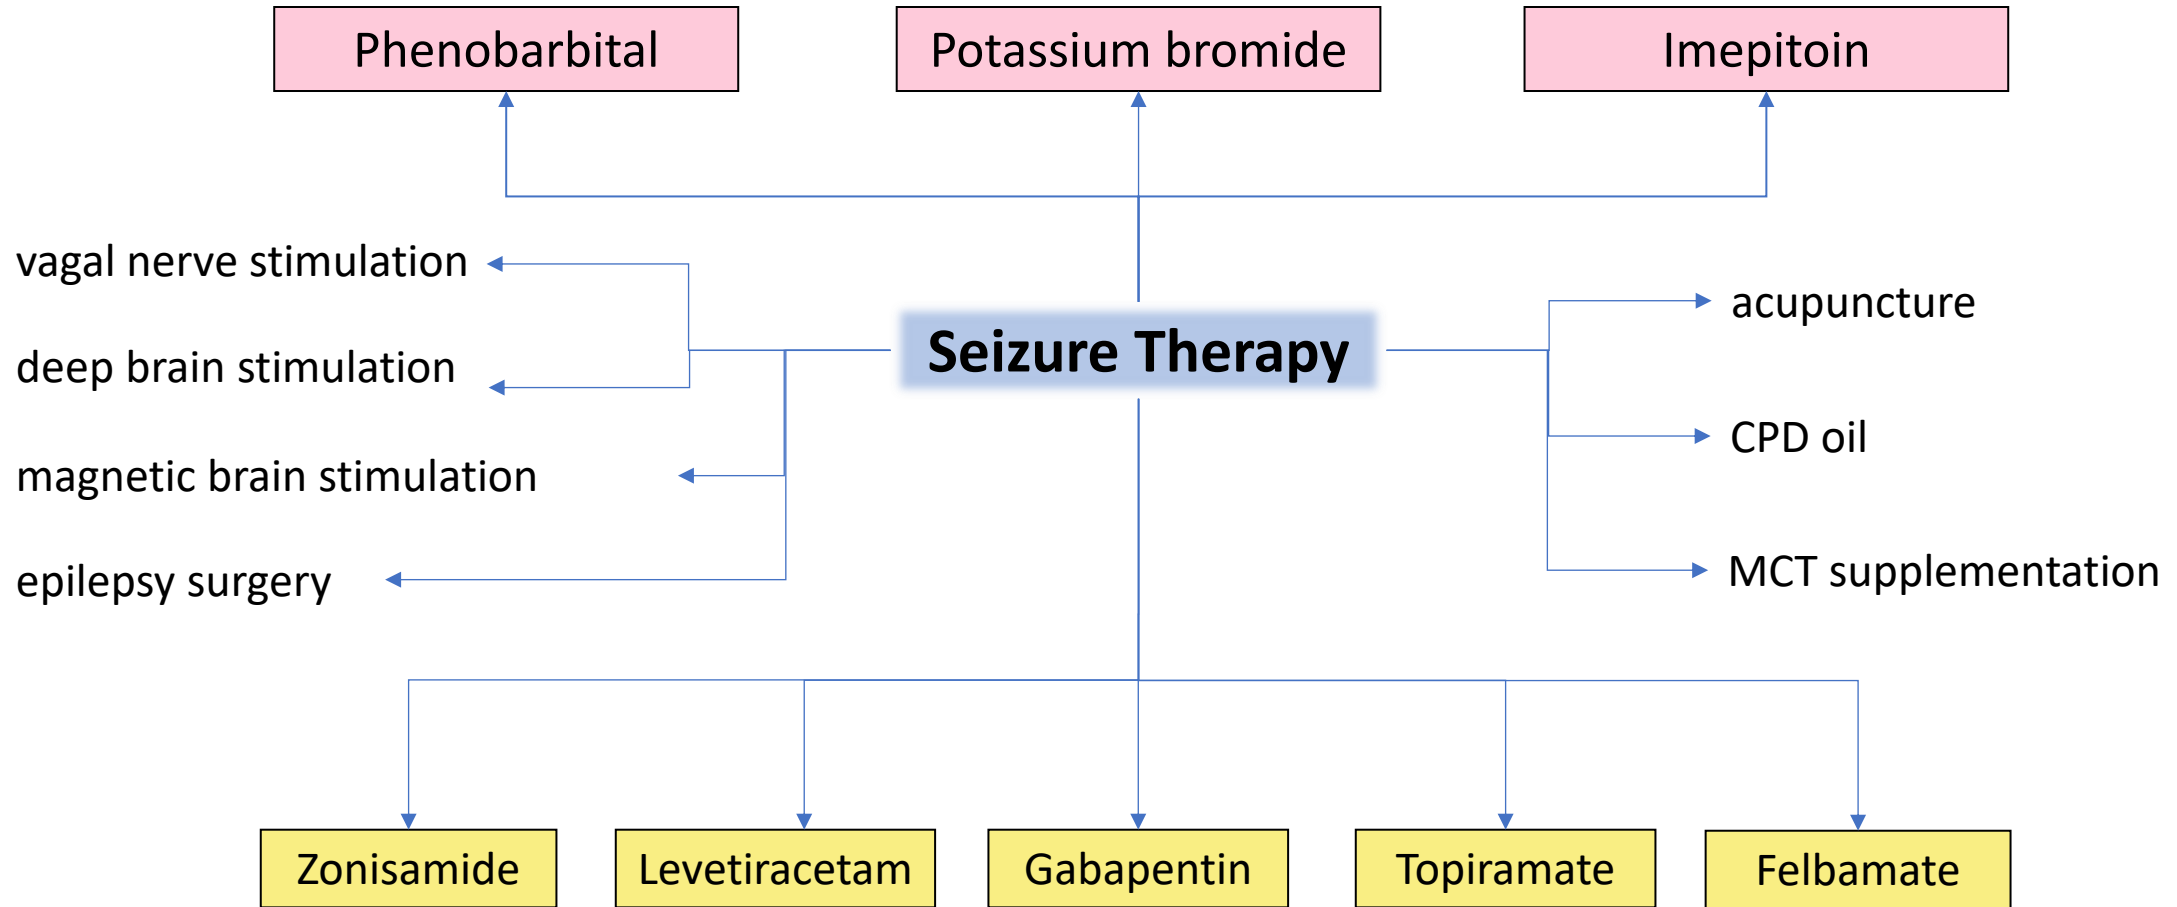 Phenobarbital
Potassium bromide
Imepitoin
vagal nerve stimulation
deep brain stimulation
magnetic brain stimulation
epilepsy surgery
Seizure Therapy
acupuncture
CPD oil
MCT supplementation
Zonisamide
Levetiracetam
Gabapentin
Topiramate
Felbamate